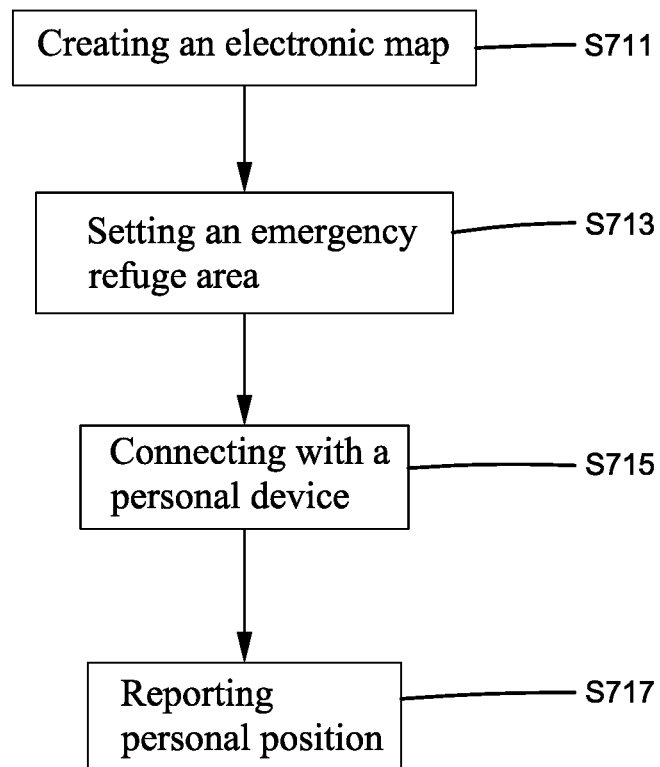 Creating an electronic map
S711
Setting an emergency
refuge area
S713
Connecting with a
personal device
S715
Reporting
personal position
S717